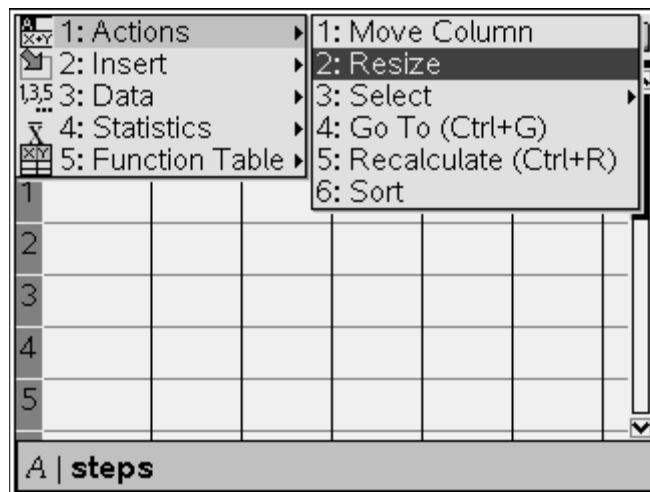 1: Actions
2: Insert
3: Data
4: Statistics
5: Function Table
1: Move Column
2: Resize
3: Select
4: Go To (Ctrl+G)
5: Recalculate (Ctrl+R)
6: Sort
1
2
3
4
5
A | steps